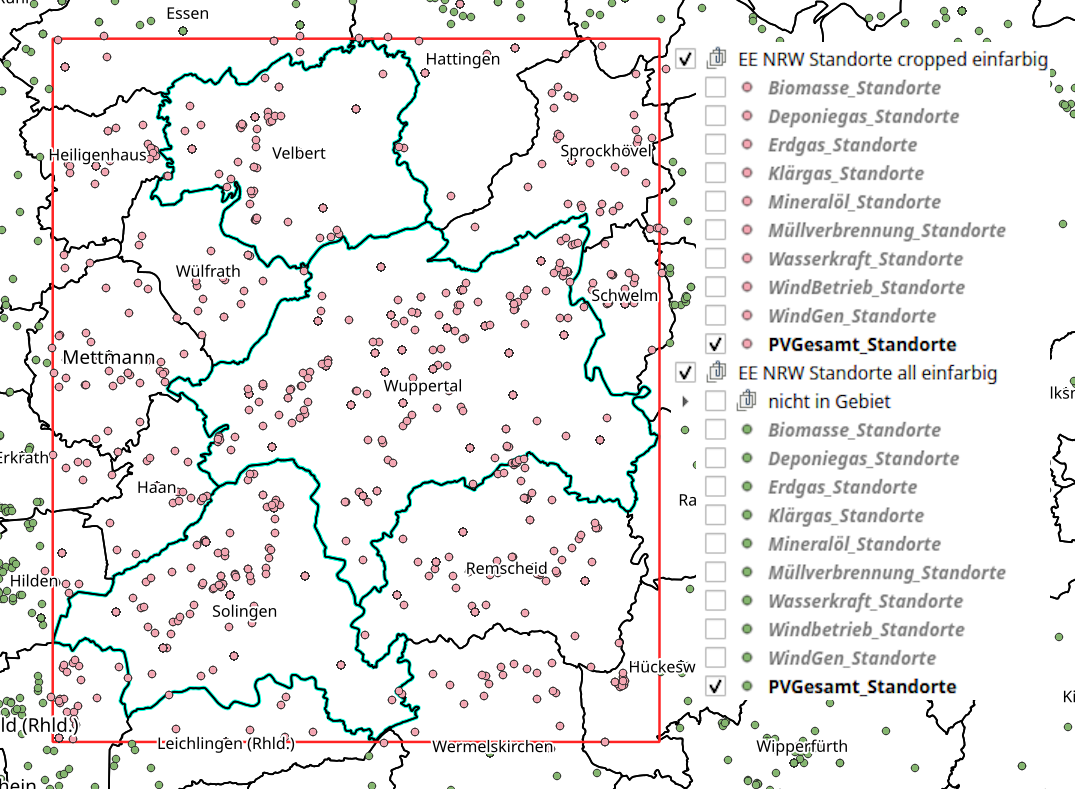 Essen
Hattingen
Heiligenhaus
Velbert
Sprockhövel
Wülfrath
Schwelm
Mettmann
Wuppertal
Erkrath
Haan
Ra
Hilden
Remscheid
Solingen
Hückesw
ld (Rhld.)
Leichlingen (Rhld.)
Wermelskirchen
Wipperfürth
hein
lksm
Ki
EE NRW Standorte cropped einfarbig
Biomasse_Standorte
Deponiegas_Standorte
Erdgas_Standorte
Klärgas_Standorte
Mineralöl_Standorte
Müllverbrennung_Standorte
Wasserkraft_Standorte
WindBetrieb_Standorte
WindGen_Standorte
PVGesamt_Standorte
EE NRW Standorte all einfarbig
nicht in Gebiet
Biomasse_Standorte
Deponiegas_Standorte
Erdgas_Standorte
Klärgas_Standorte
Mineralöl_Standorte
Müllverbrennung_Standorte
Wasserkraft_Standorte
Windbetrieb_Standorte
WindGen_Standorte
PVGesamt_Standorte